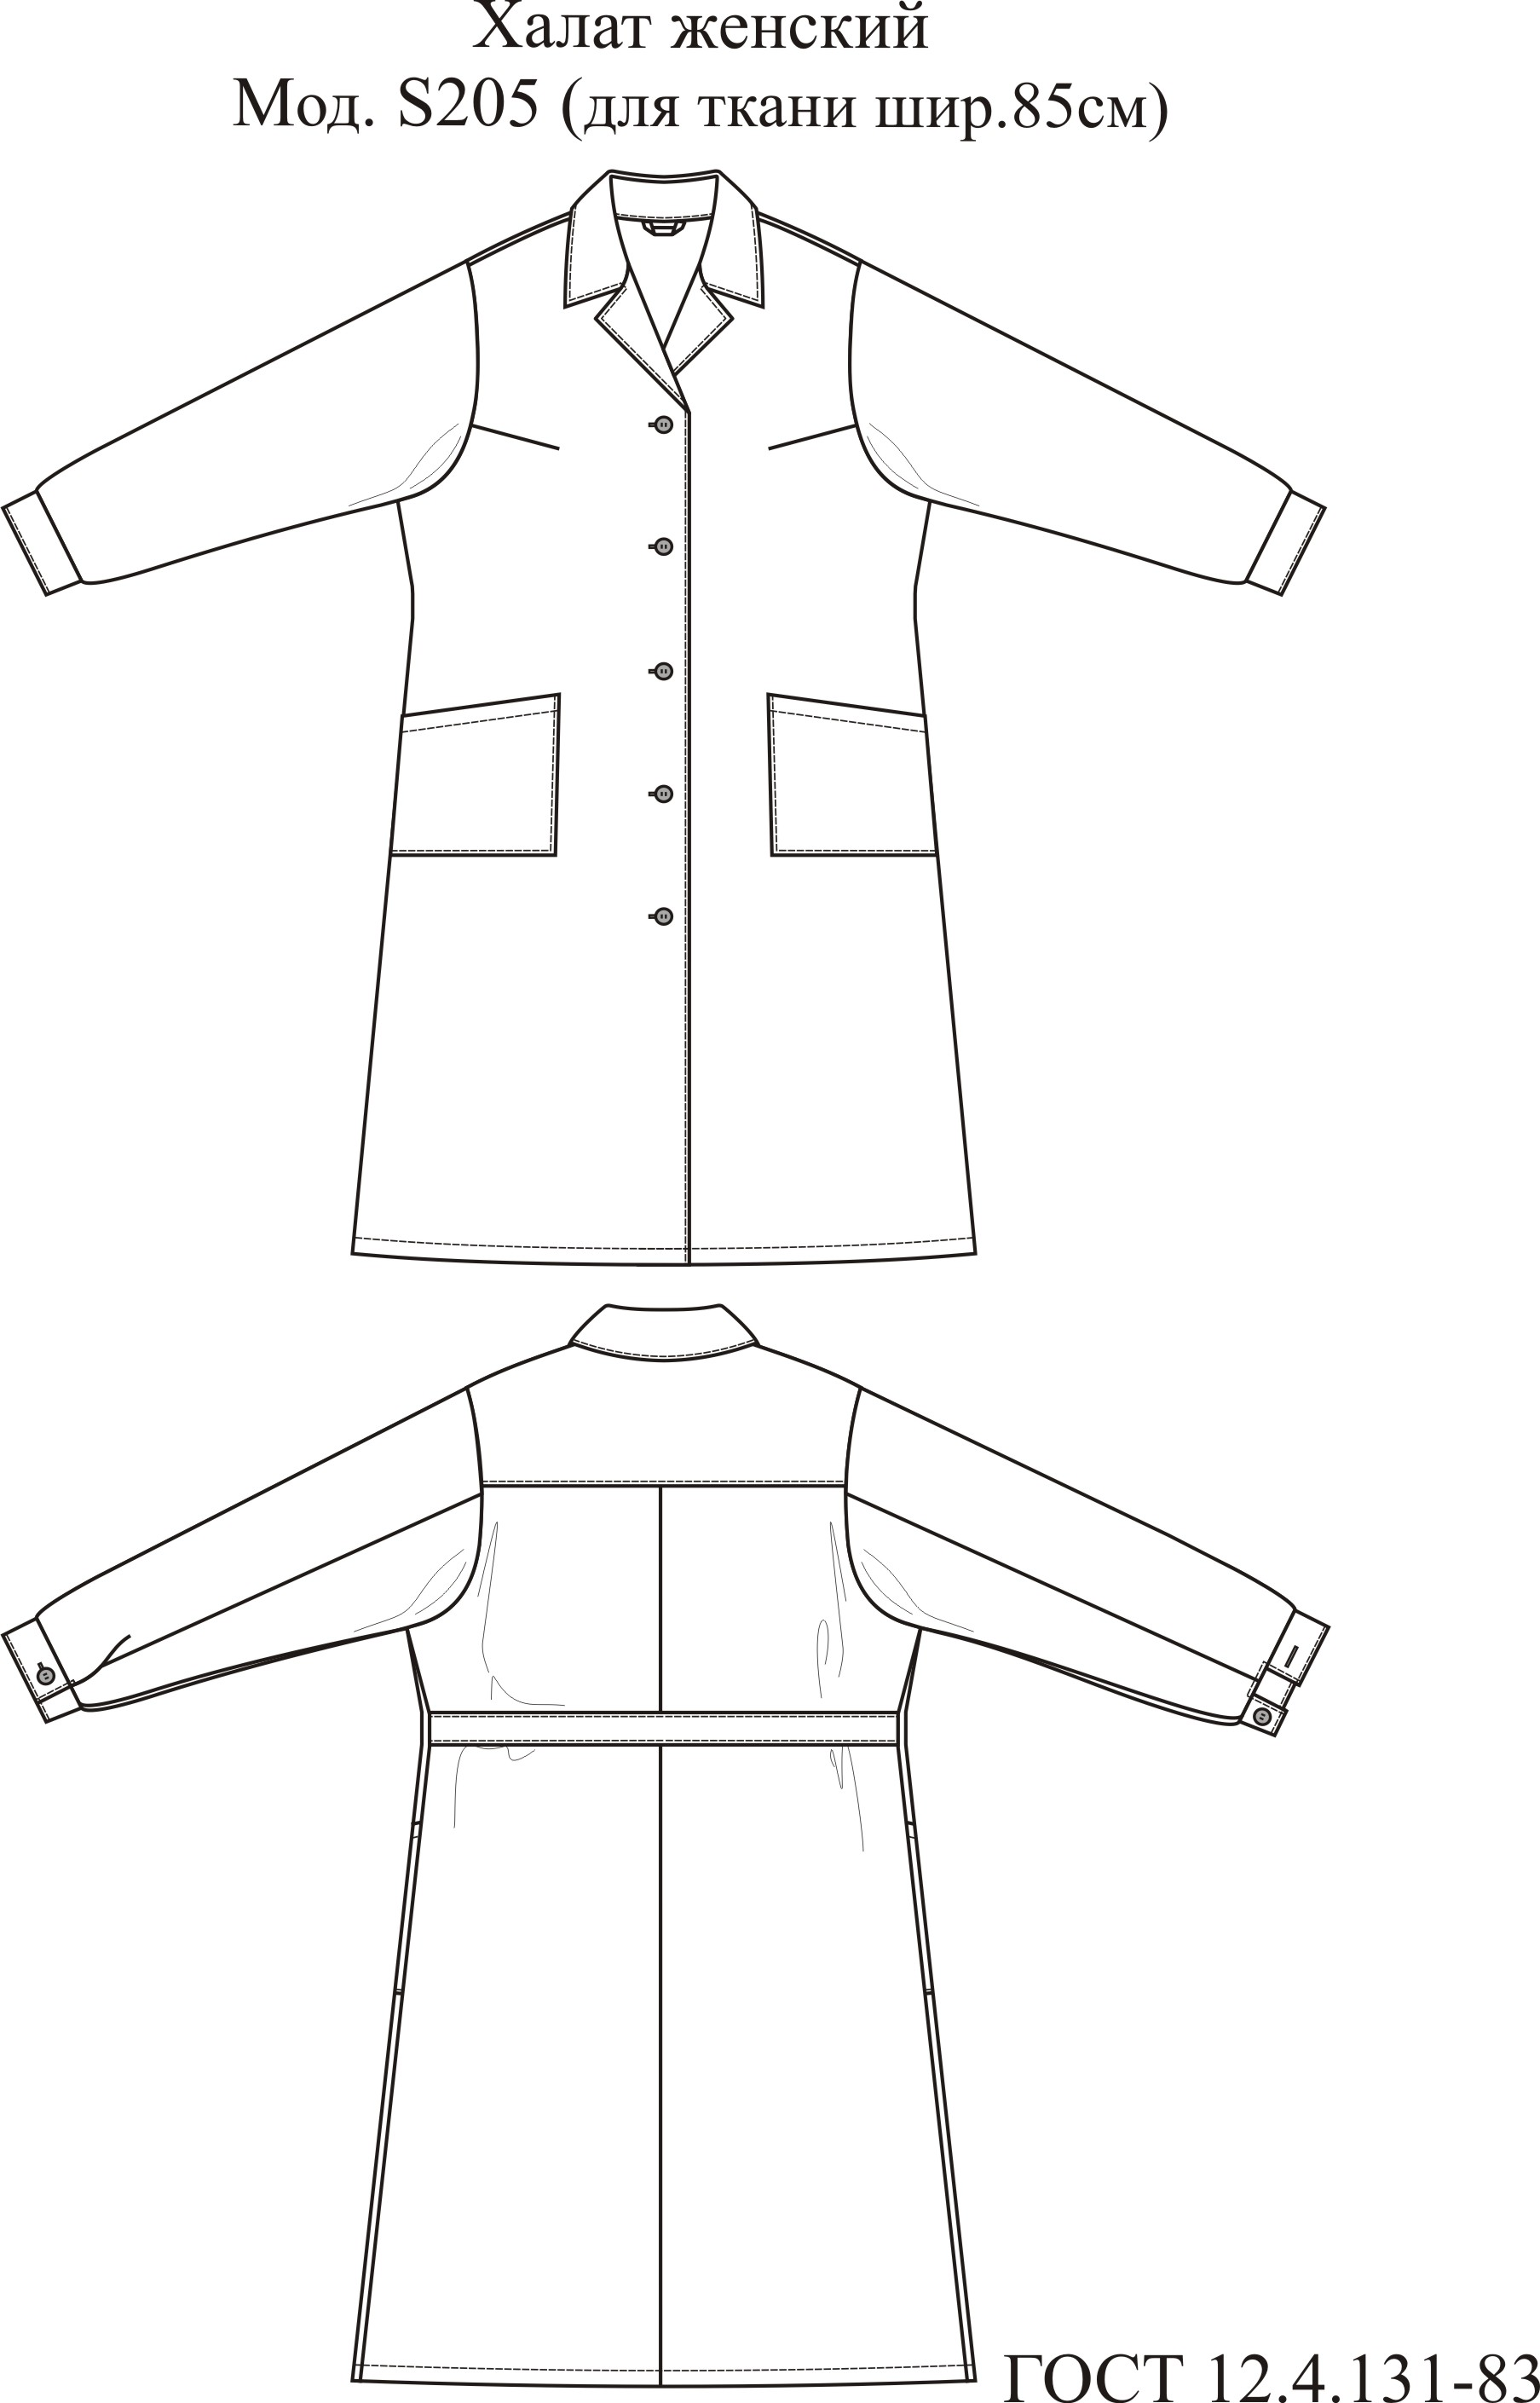 Халат женский
Мод. S205 (для ткани шир.85см)
ГОСТ 12.4.131-83